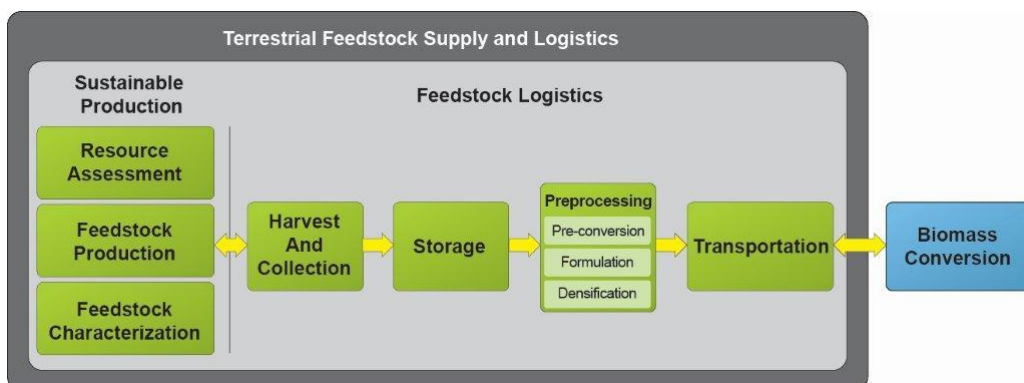 Terrestrial Feedstock Supply and Logistics
Sustainable
Production
Feedstock Logistics
Resource
Assessment
Feedstock
Production
Feedstock
Characterization
Harvest
And
Collection
Storage
Preprocessing
Pre-conversion
Formulation
Densification
Transportation
Biomass
Conversion